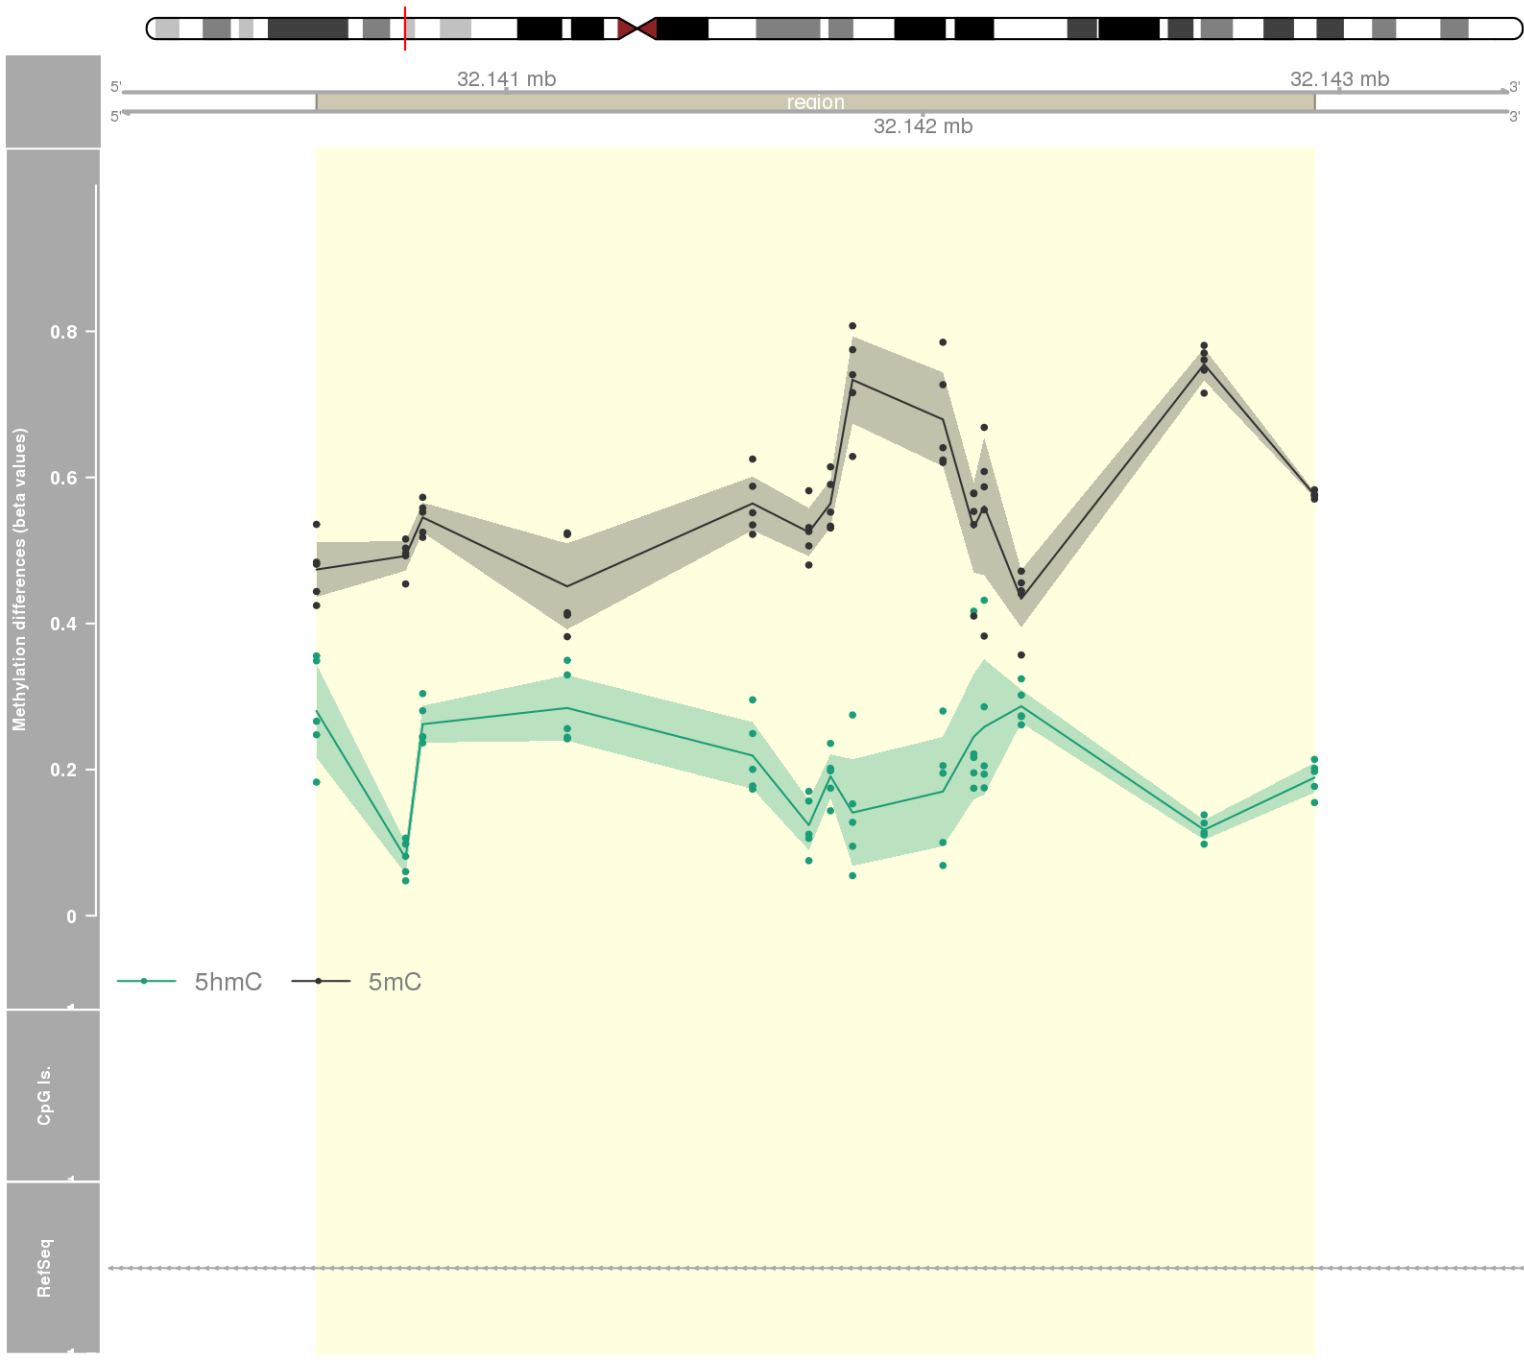 32.141 mb
32.143 mb
5'
3'
region
5'
3'
32.142 mb
Methylation differences (beta values)
0.8
0.6
0.4
0.2
0
5hmC
5mC
CpG Is.
RefSeq